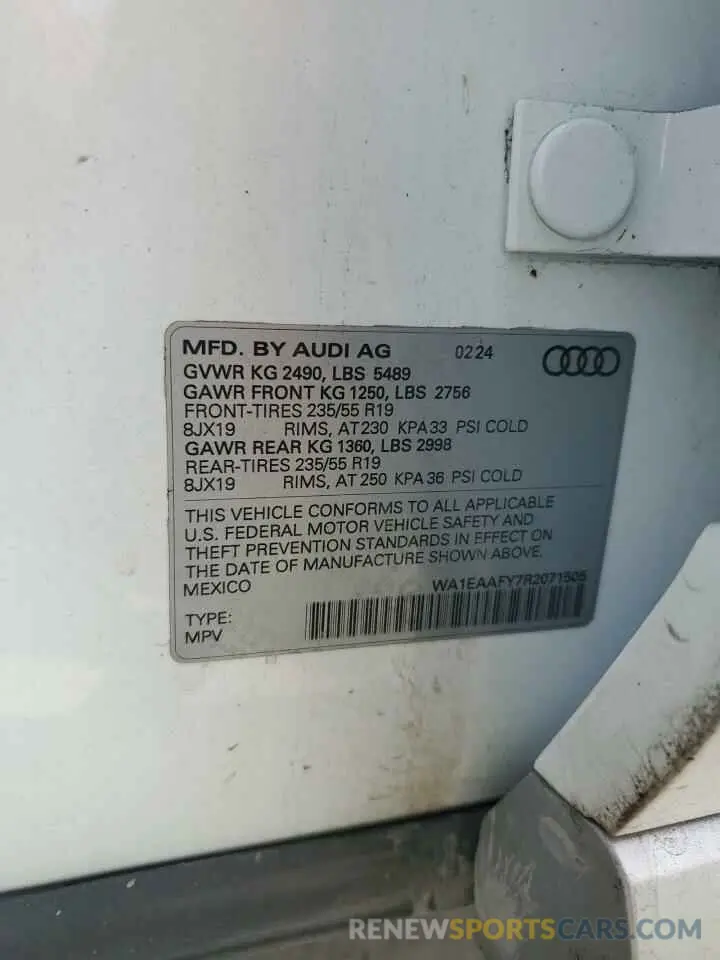 MFD. BY AUDI AG 02 24
GVWR KG 2490, LBS 5489
GAWR FRONT KG 1250, LBS 2756
FRONT-TIRES 235/55 R19
8JX19 RIMS, AT 230 KPA 33 PSI COLD
GAWR REAR KG 1360, LBS 2998
REAR-TIRES 235/55 R19
8JX19 RIMS, AT 250 KPA 36 PSI COLD
THIS VEHICLE CONFORMS TO ALL APPLICABLE
U.S. FEDERAL MOTOR VEHICLE SAFETY AND
THEFT PREVENTION STANDARDS IN EFFECT ON
THE DATE OF MANUFACTURE SHOWN ABOVE.
MEXICO WA1EAAFY7R2071505
TYPE:
MPV
RENEWSPORTSCARS.COM